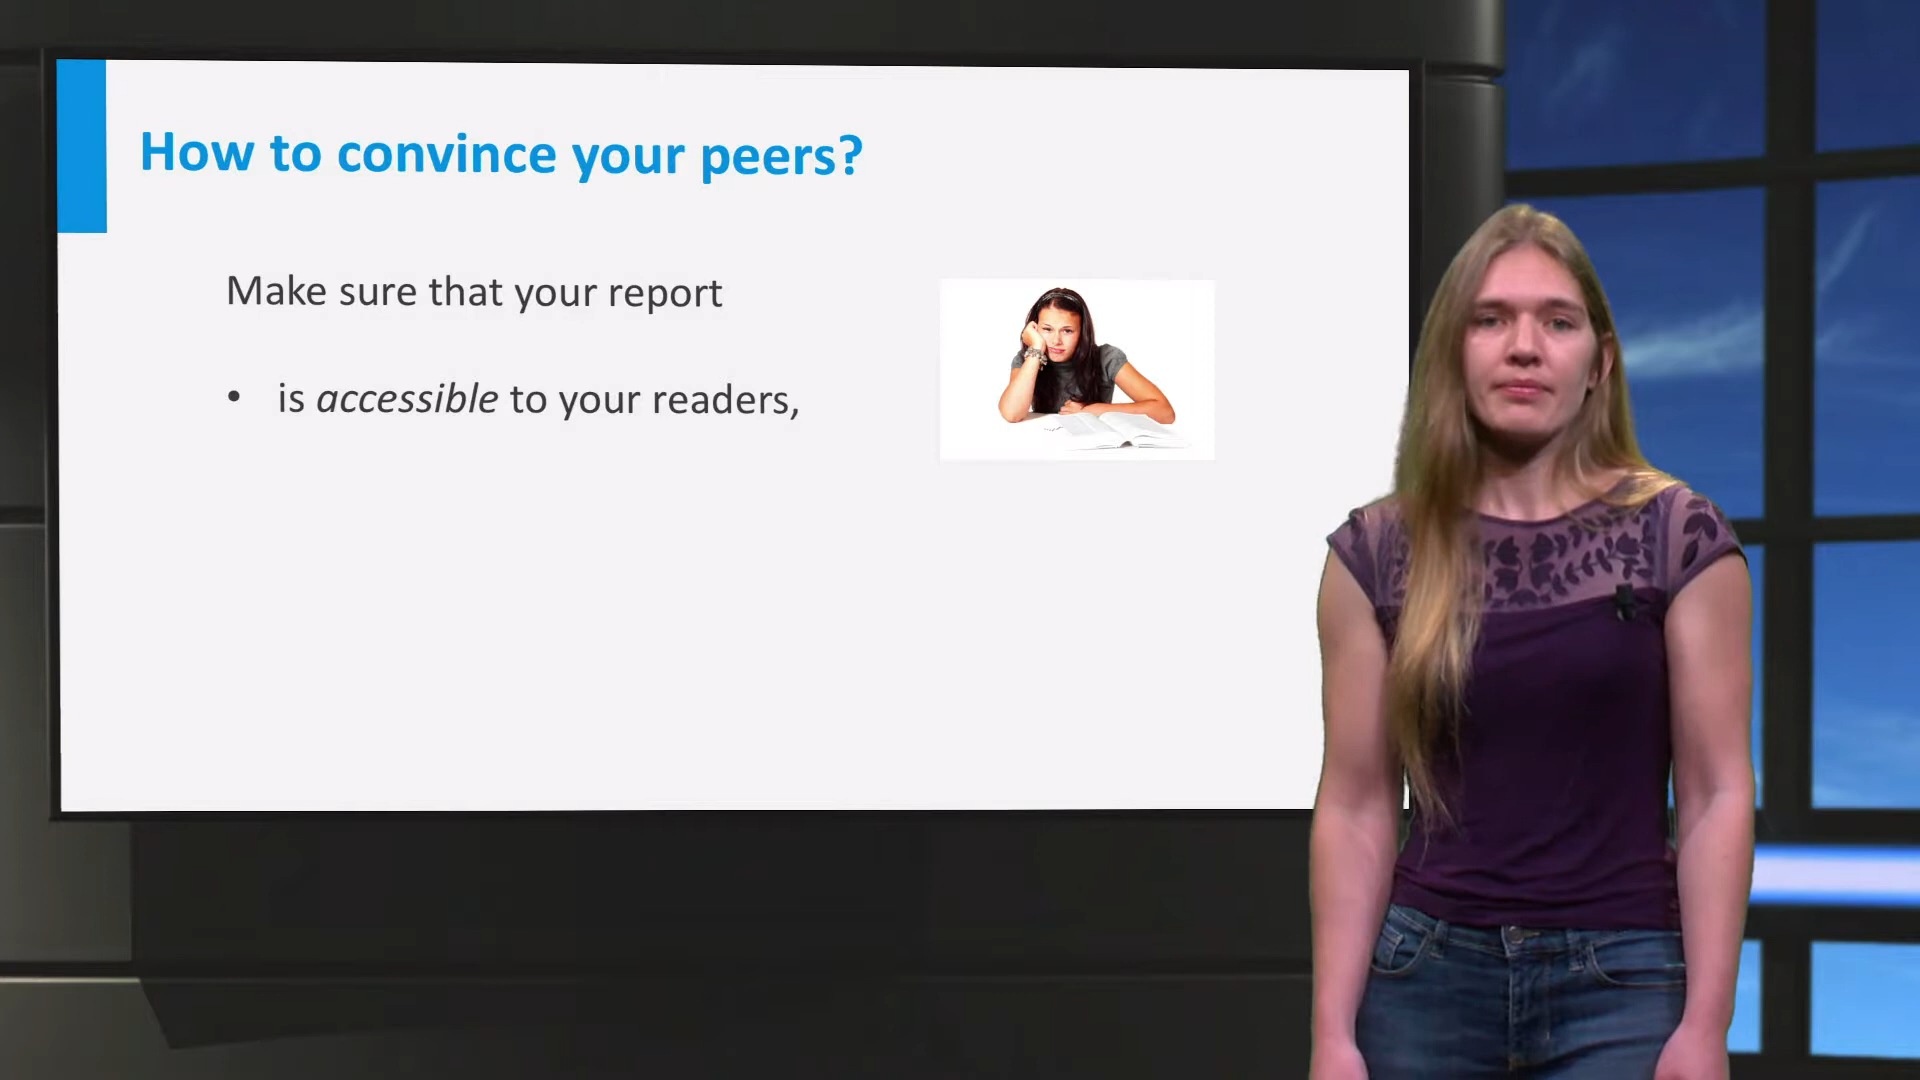 How to convince your peers?
Make sure that your report
• is accessible to your readers,